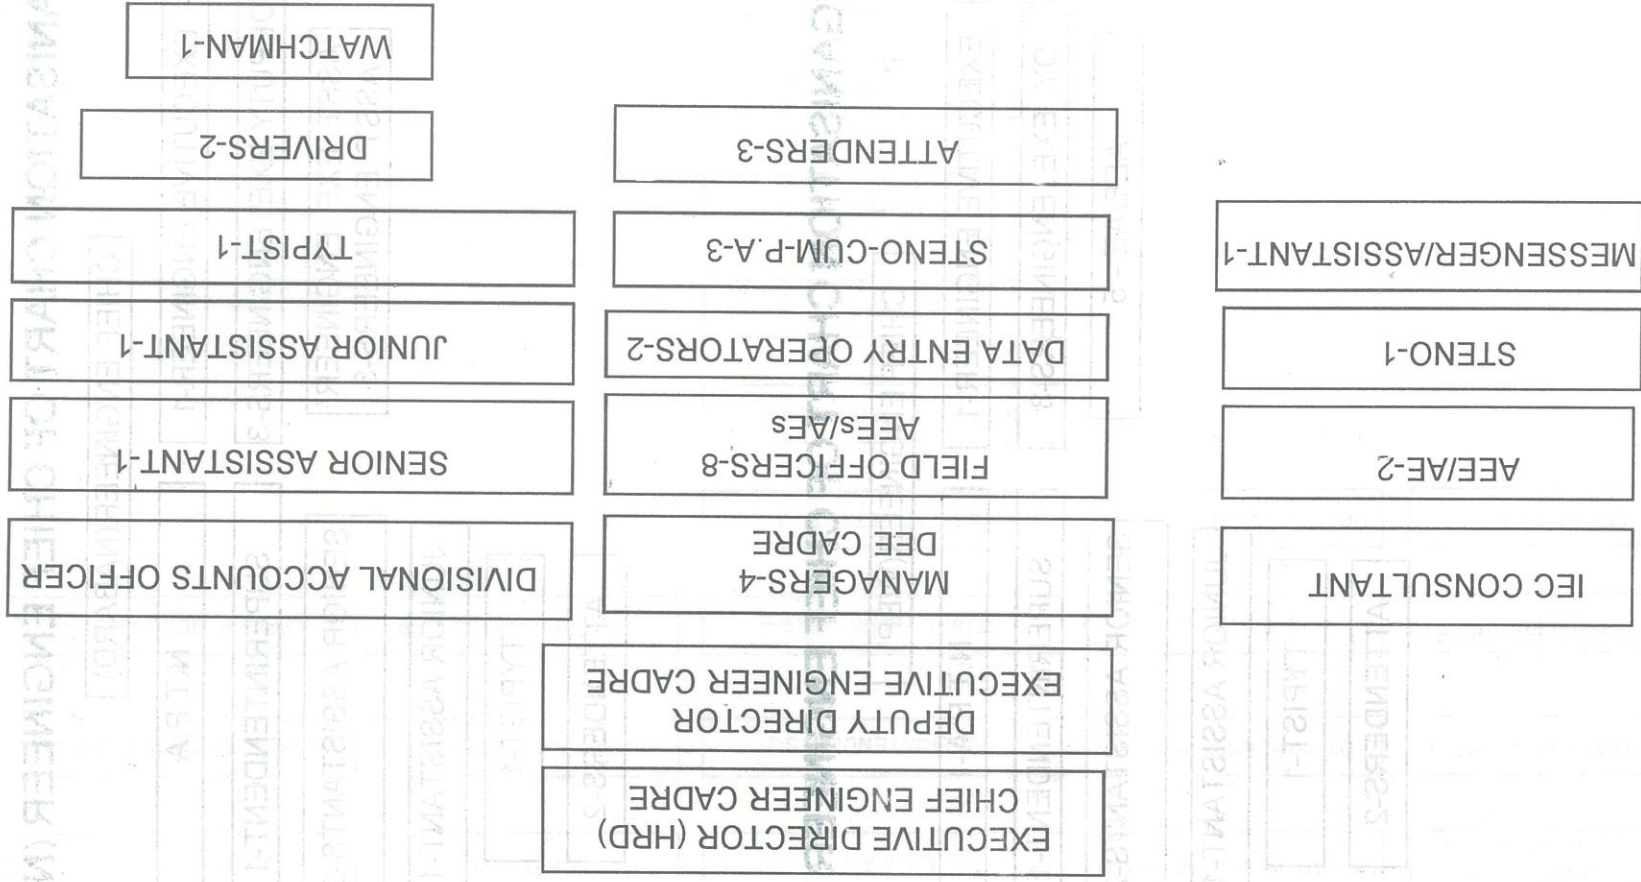 EXECUTIVE DIRECTOR (HRD)
CHIEF ENGINEER CADRE
DEPUTY DIRECTOR
EXECUTIVE ENGINEER CADRE
IEC CONSULTANT
AEE/AE-2
STENO-1
MESSENGER/ASSISTANT-1
MANAGERS-4
DEE CADRE
FIELD OFFICERS-8
AEEs/AEs
DATA ENTRY OPERATORS-2
STENO-CUM-P.A-3
ATTENDERS-3
DIVISIONAL ACCOUNTS OFFICER
SENIOR ASSISTANT-1
JUNIOR ASSISTANT-1
TYPIST-1
DRIVERS-2
WATCHMAN-1